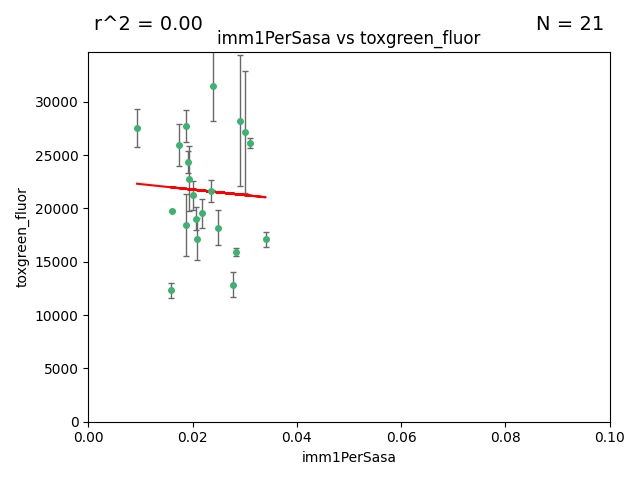 r^2 = 0.00
N = 21
imm1PerSasa vs toxgreen_fluor
30000
25000
20000
15000
10000
5000
0
toxgreen_fluor
0.00 0.02 0.04 0.06 0.08 0.10
imm1PerSasa